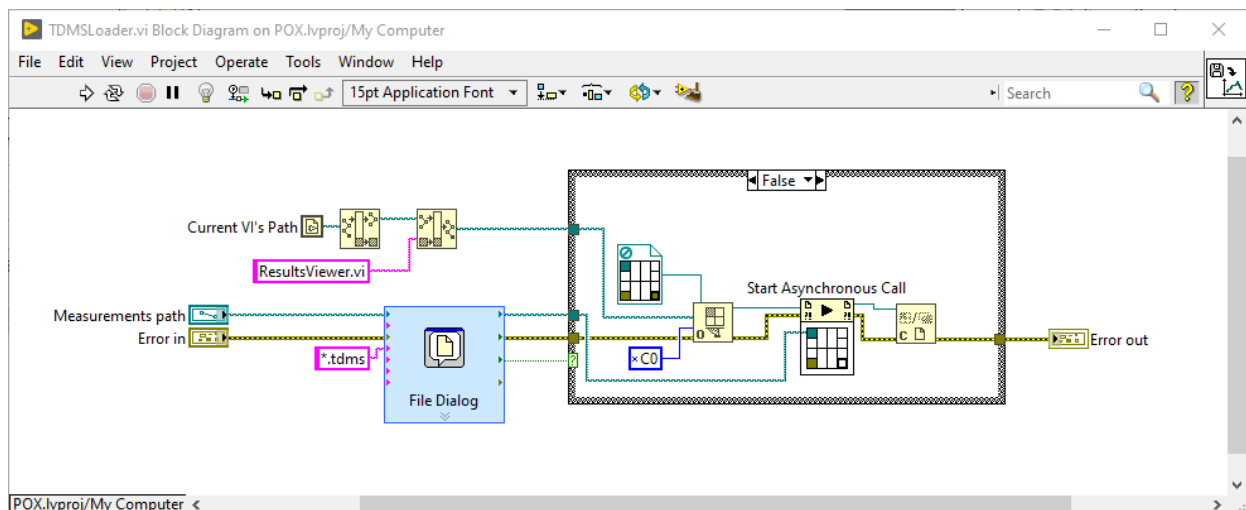 TDMSLoader.vi Block Diagram on POX.lvproj/My Computer
File Edit View Project Operate Tools Window Help
15pt Application Font
Search
False
Current VI's Path
ResultsViewer.vi
Start Asynchronous Call
Measurements path
Error in
*.tdms
×C0
Error out
File Dialog
POX.lvproj/My Computer